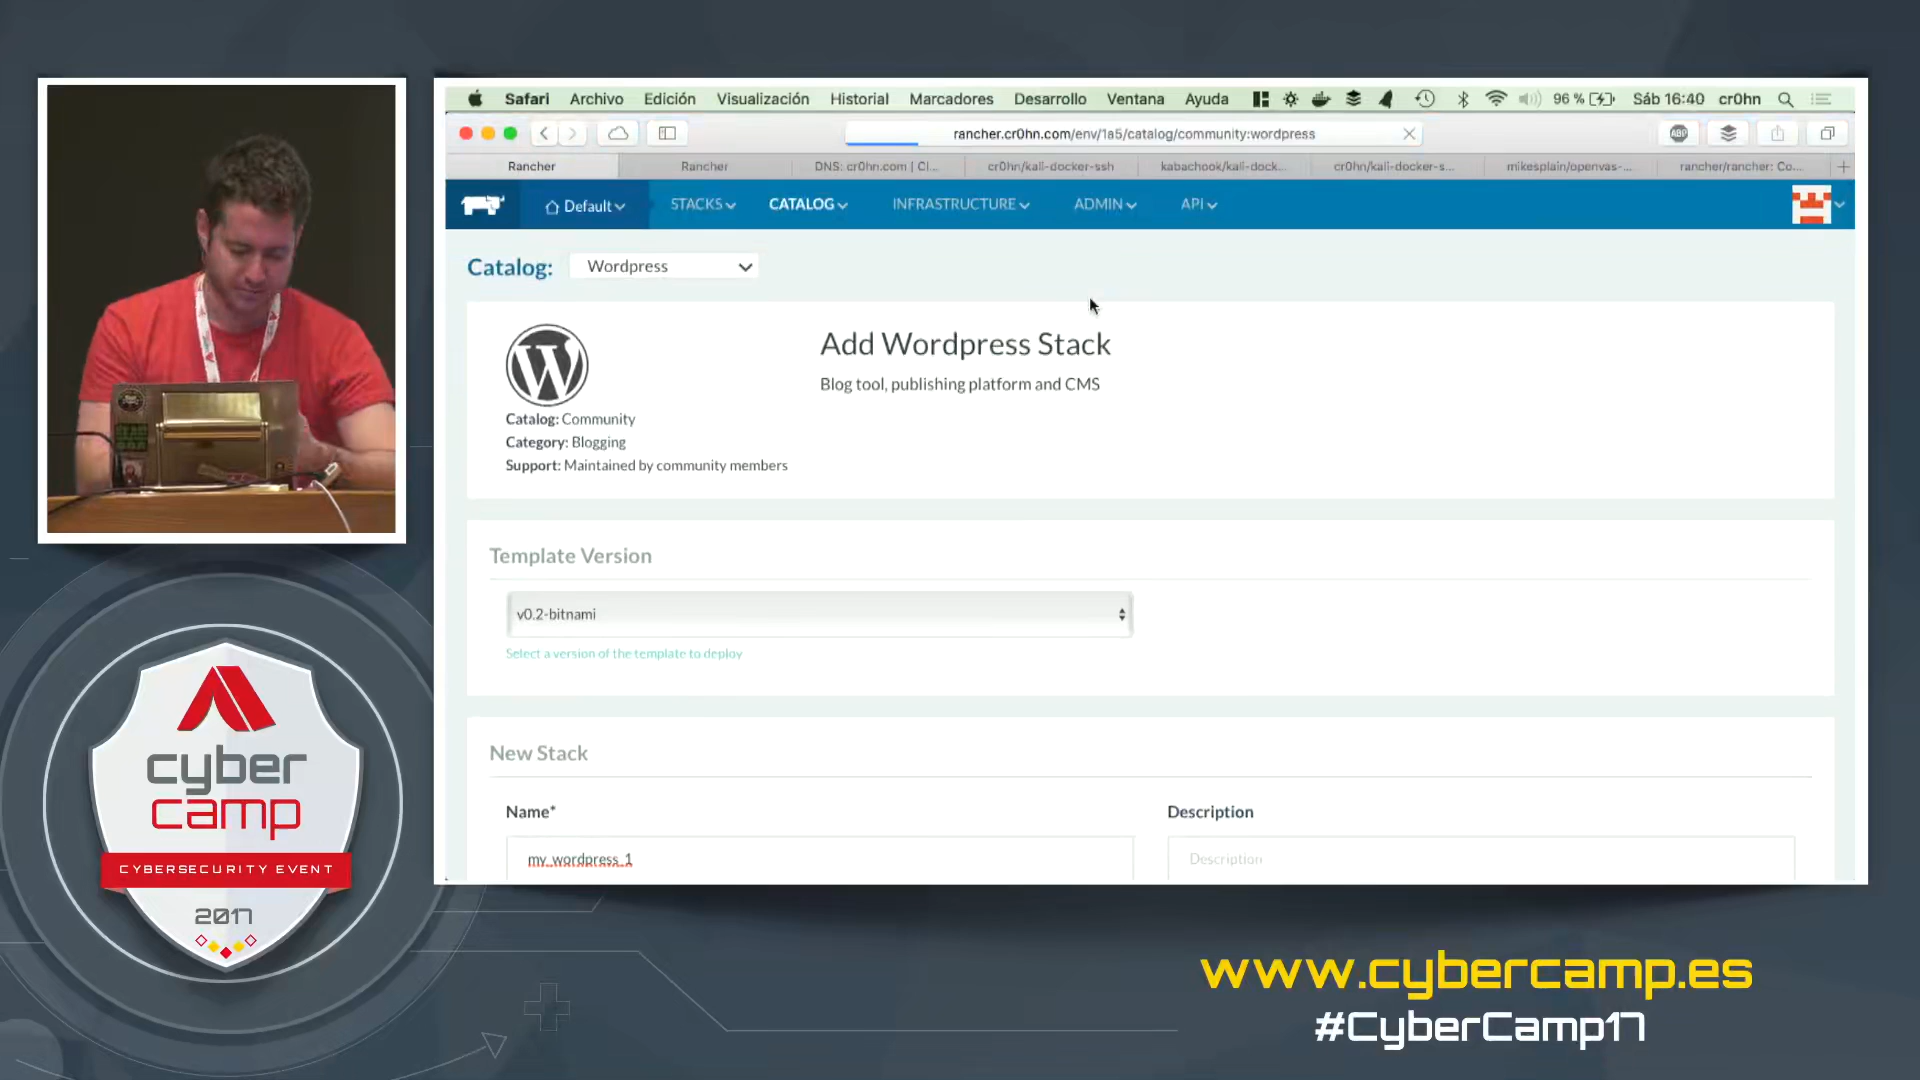 Safari Archivo Edición Visualización Historial Marcadores Desarrollo Ventana Ayuda 96 % Sáb 16:40 cr0hn
rancher.cr0hn.com/env/1a5/catalog/community:wordpress
ABP
Rancher Rancher DNS: cr0hn.com | Cl... cr0hn/kali-docker-ssh kabachook/kali-dock... cr0hn/kali-docker-s... mikesplain/openvas-... rancher/rancher: Co...
Default STACKS CATALOG INFRASTRUCTURE ADMIN API
Catalog: Wordpress
Add Wordpress Stack
Blog tool, publishing platform and CMS
Catalog: Community
Category: Blogging
Support: Maintained by community members
Template Version
v0.2-bitnami
Select a version of the template to deploy
New Stack
Name* Description
my_wordpress_1 Description
cyber
camp
CYBERSECURITY EVENT
2017
www.cybercamp.es
#CyberCamp17